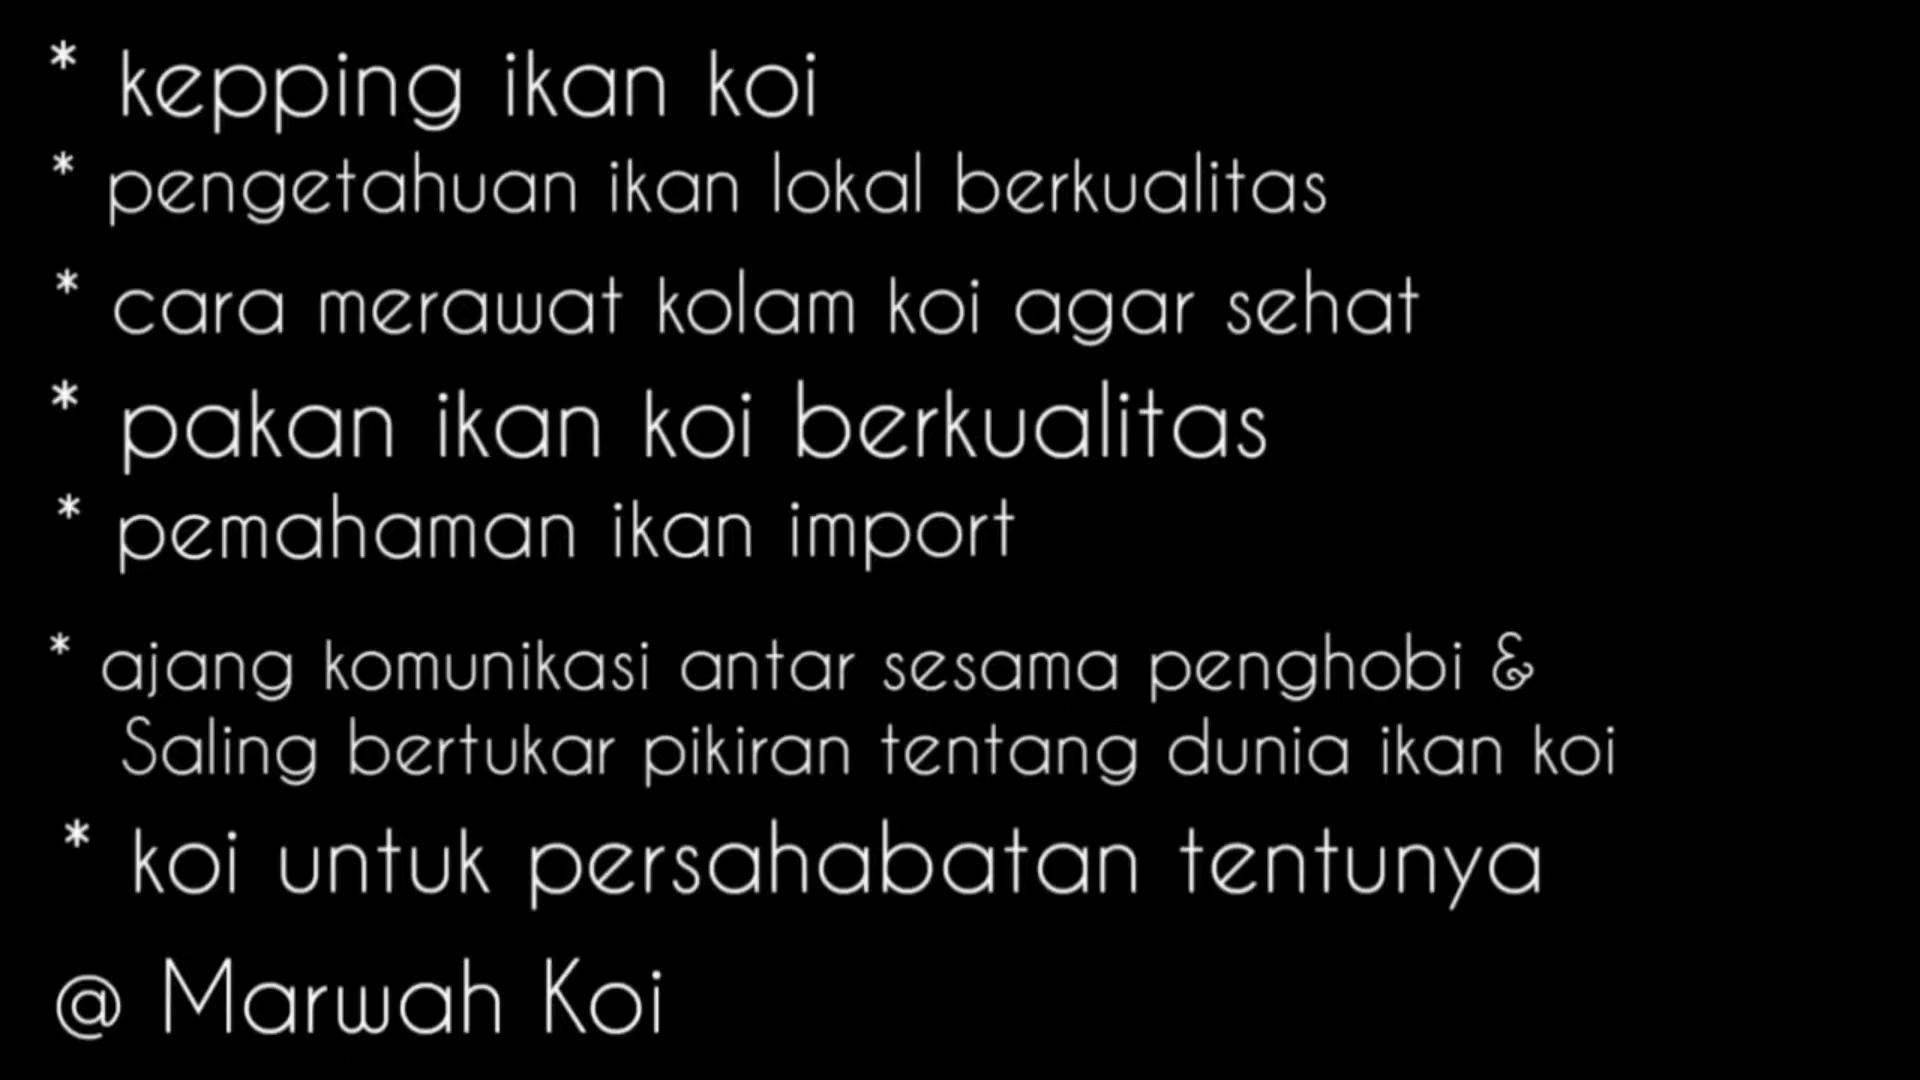 * kepping ikan koi
* pengetahuan ikan lokal berkualitas
* cara merawat kolam koi agar sehat
* pakan ikan koi berkualitas
* pemahaman ikan import
* ajang komunikasi antar sesama penghobi &
Saling bertukar pikiran tentang dunia ikan koi
* koi untuk persahabatan tentunya
@ Marwah Koi